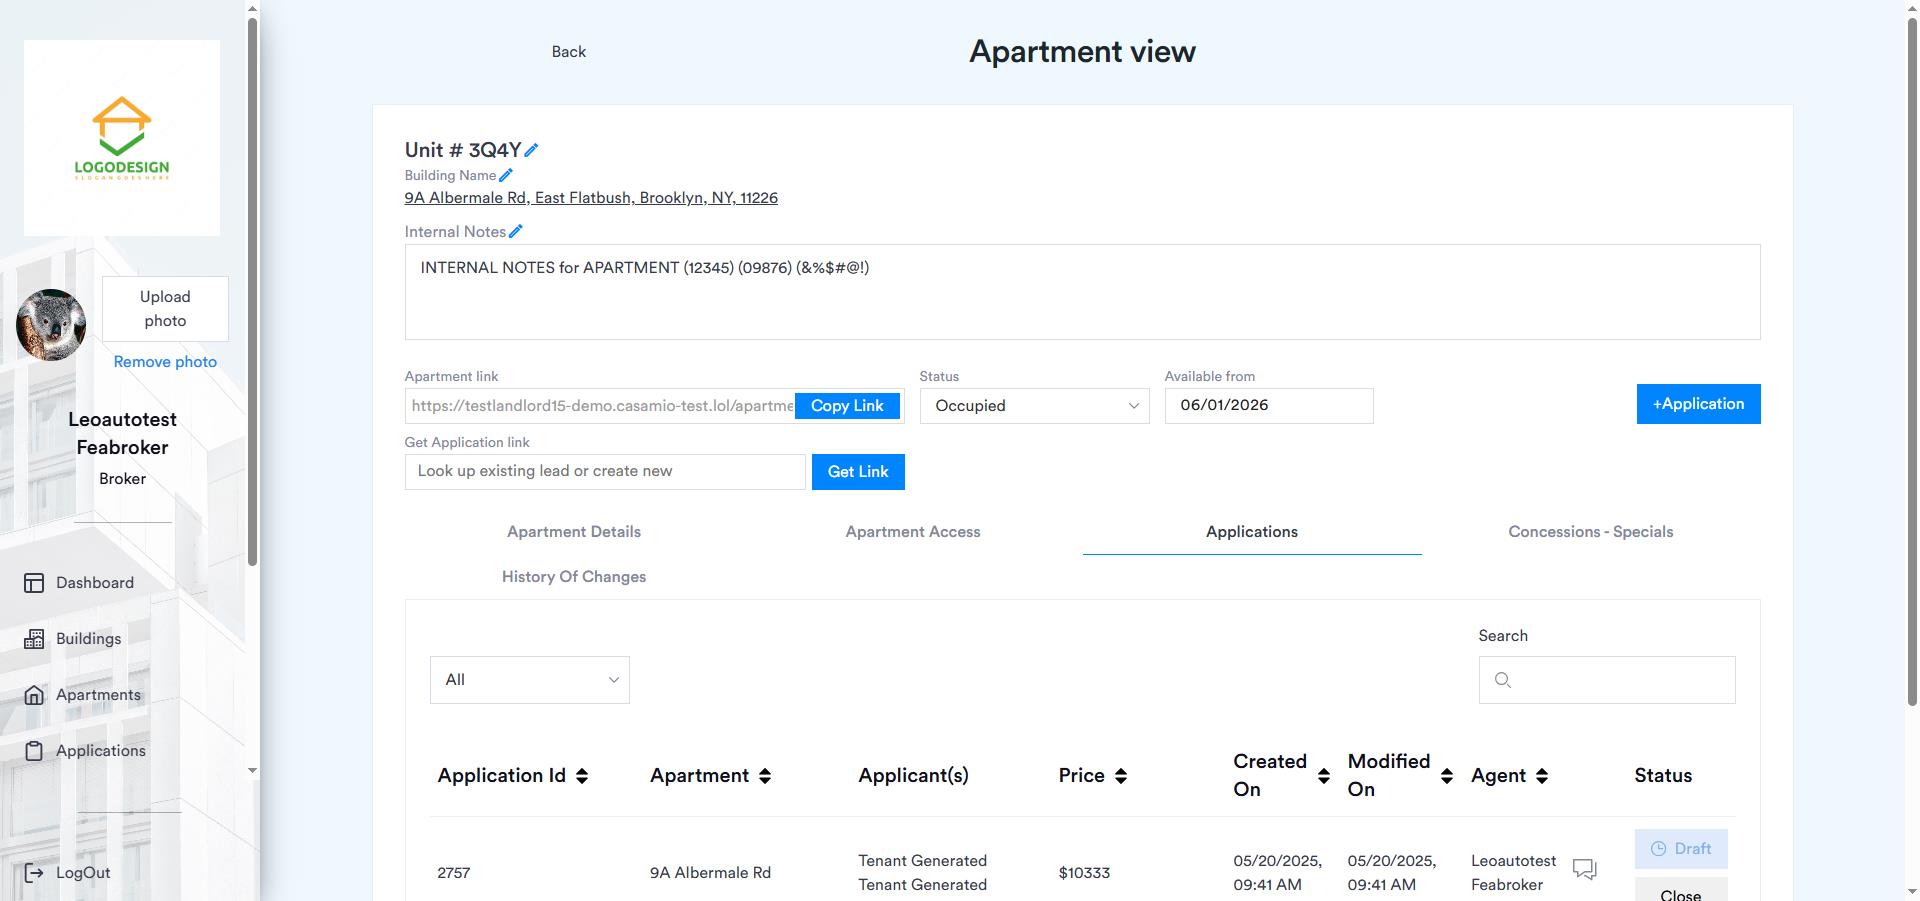 LOGODESIGN
SLOGAN GOES HERE
Upload
photo
Remove photo
Leoautotest
Feabroker
Broker
Dashboard
Buildings
Apartments
Applications
LogOut
Back
Apartment view
Unit # 3Q4Y
Building Name
9A Albermale Rd, East Flatbush, Brooklyn, NY, 11226
Internal Notes
INTERNAL NOTES for APARTMENT (12345) (09876) (&%$#@!)
Apartment link
Status
Available from
https://testlandlord15-demo.casamio-test.lol/apartme
Copy Link
Occupied
06/01/2026
+Application
Get Application link
Look up existing lead or create new
Get Link
Apartment Details
Apartment Access
Applications
Concessions - Specials
History Of Changes
Search
All
Application Id
Apartment
Applicant(s)
Price
Created On
Modified On
Agent
Status
2757
9A Albermale Rd
Tenant Generated
Tenant Generated
$10333
05/20/2025,
09:41 AM
05/20/2025,
09:41 AM
Leoautotest
Feabroker
Draft
Close